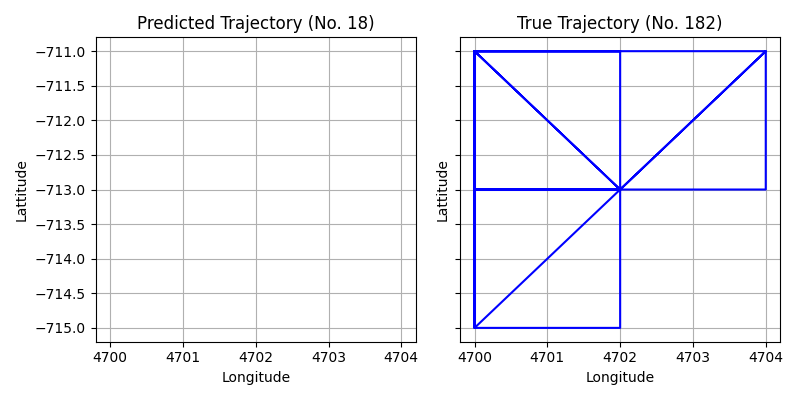 Predicted Trajectory (No. 18)
True Trajectory (No. 182)
Lattitude
−711.0
−711.5
−712.0
−712.5
−713.0
−713.5
−714.0
−714.5
−715.0
4700 4701 4702 4703 4704
Longitude
Lattitude
4700 4701 4702 4703 4704
Longitude